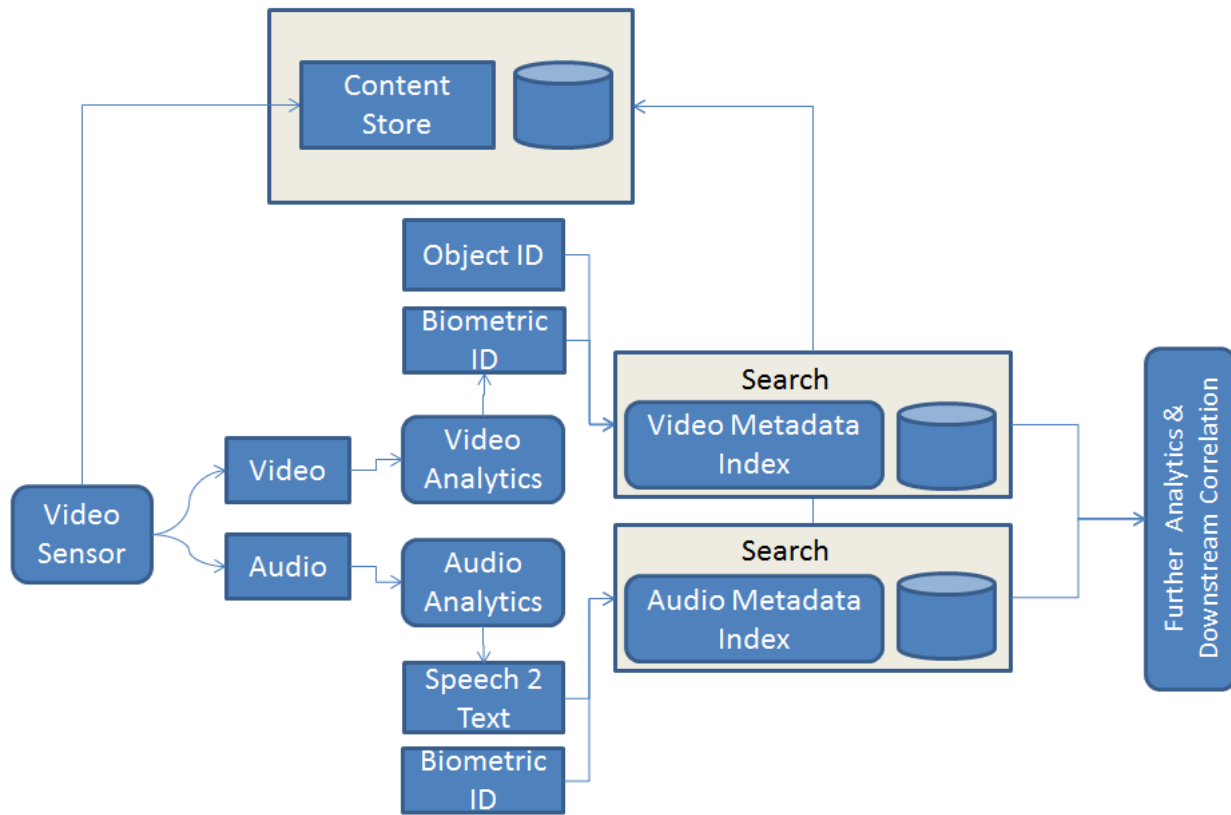 Content
Store
Object ID
Biometric
ID
Search
Video Metadata
Index
Video
Analytics
Video
Video
Sensor
Audio
Audio
Analytics
Search
Audio Metadata
Index
Speech 2
Text
Biometric
ID
Further Analytics &
Downstream Correlation